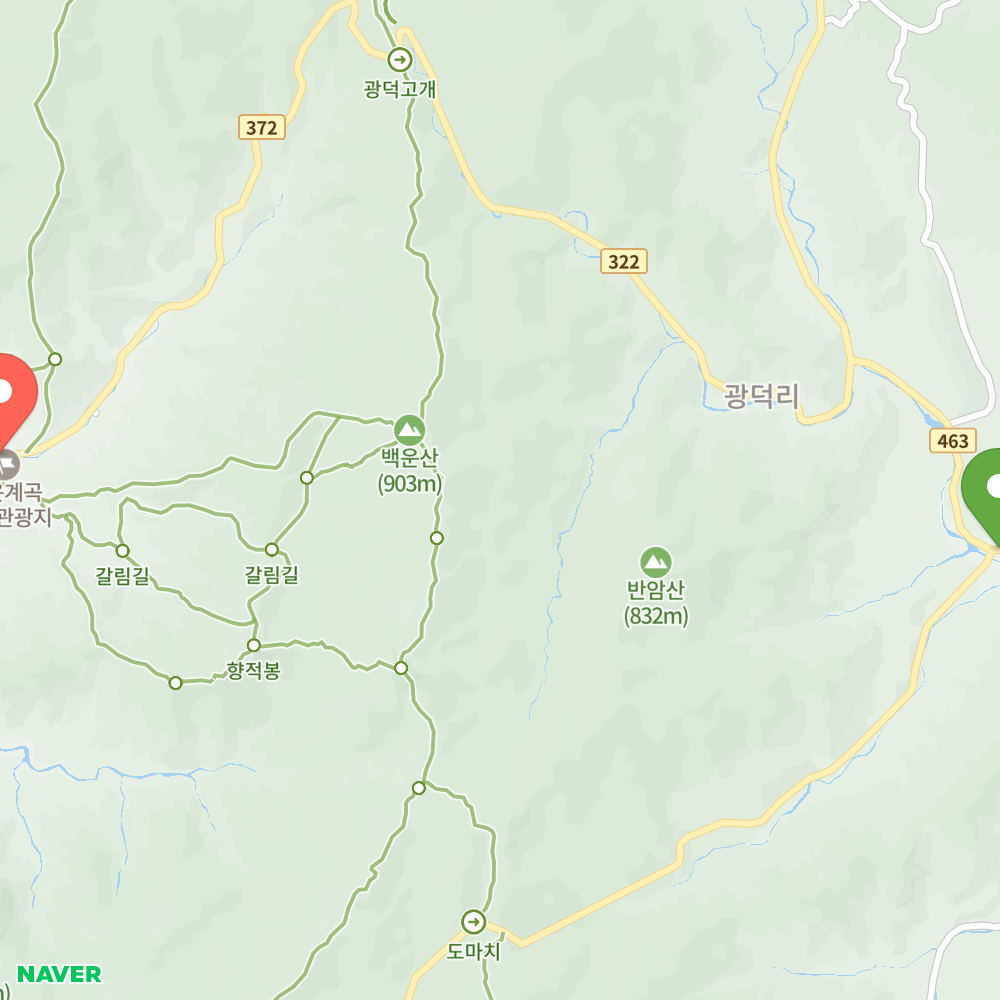 광덕고개
372
322
광덕리
463
백운산
(903m)
계곡
관광지
갈림길
갈림길
반암산
(832m)
향적봉
도마치
NAVER